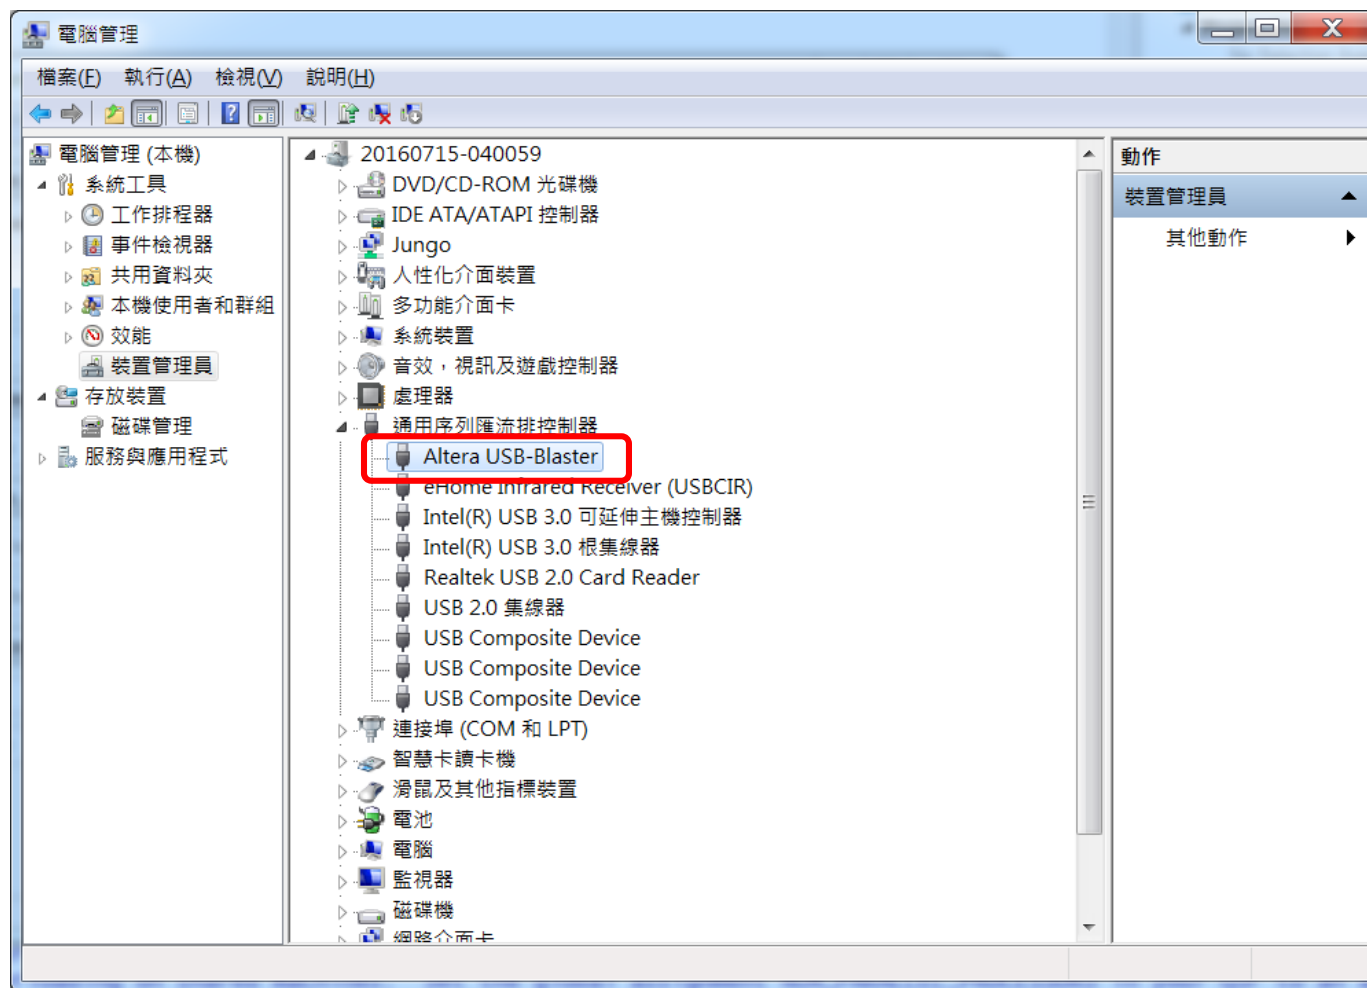 電腦管理
檔案(F) 執行(A) 檢視(V) 說明(H)
電腦管理 (本機)
系統工具
工作排程器
事件檢視器
共用資料夾
本機使用者和群組
效能
裝置管理員
存放裝置
磁碟管理
服務與應用程式
20160715-040059
DVD/CD-ROM 光碟機
IDE ATA/ATAPI 控制器
Jungo
人性化介面裝置
多功能介面卡
系統裝置
音效，視訊及遊戲控制器
處理器
通用序列匯流排控制器
Altera USB-Blaster
eHome Infrared Receiver (USBCIR)
Intel(R) USB 3.0 可延伸主機控制器
Intel(R) USB 3.0 根集線器
Realtek USB 2.0 Card Reader
USB 2.0 集線器
USB Composite Device
USB Composite Device
USB Composite Device
連接埠 (COM 和 LPT)
智慧卡讀卡機
滑鼠及其他指標裝置
電池
電腦
監視器
磁碟機
網路介面卡
動作
裝置管理員
其他動作